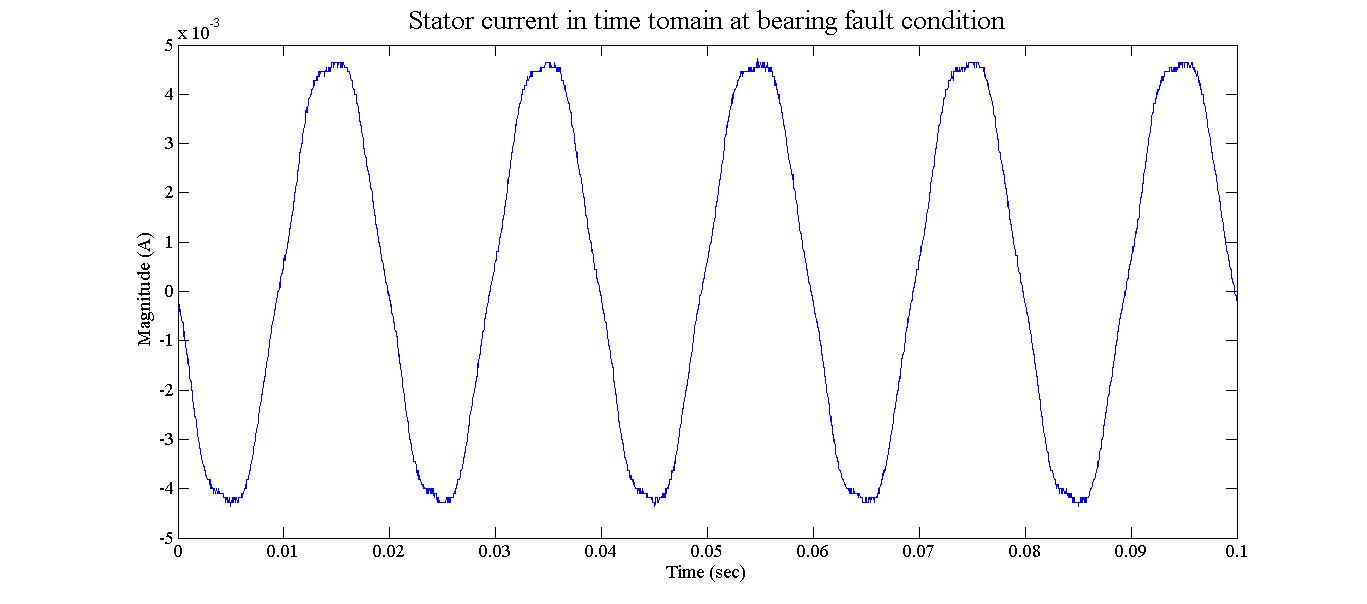 Stator current in time tomain at bearing fault condition
x 10-3
5
4
3
2
1
0
-1
-2
-3
-4
-5
Magnitude (A)
0 0.01 0.02 0.03 0.04 0.05 0.06 0.07 0.08 0.09 0.1
Time (sec)